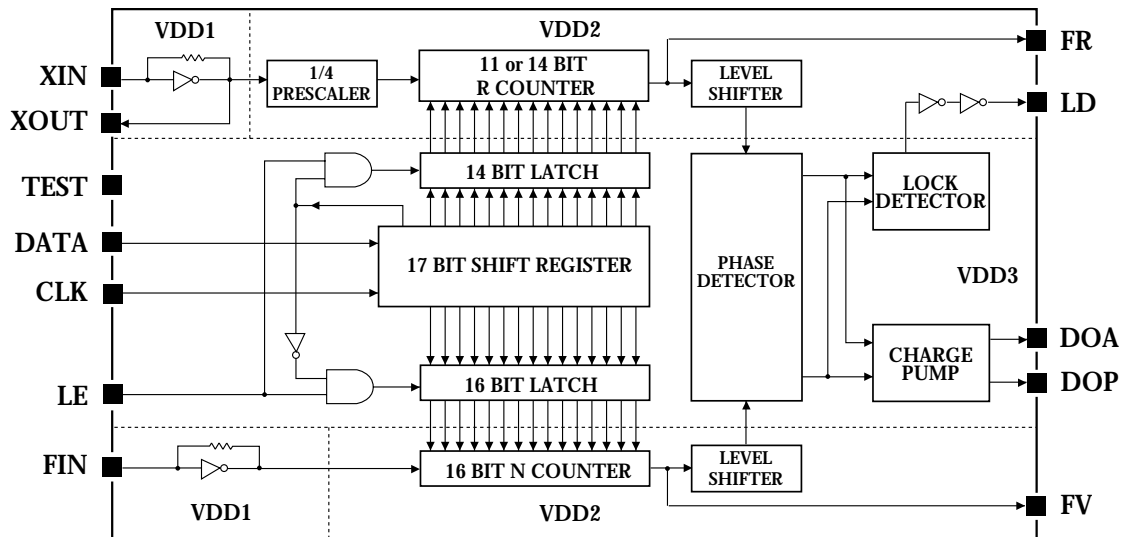 VDD1
VDD2
FR
XIN
1/4
PRESCALER
11 or 14 BIT
R COUNTER
LEVEL
SHIFTER
LD
XOUT
TEST
14 BIT LATCH
LOCK
DETECTOR
DATA
17 BIT SHIFT REGISTER
PHASE
DETECTOR
VDD3
CLK
DOA
CHARGE
PUMP
DOP
LE
16 BIT LATCH
FIN
16 BIT N COUNTER
LEVEL
SHIFTER
VDD1
VDD2
FV